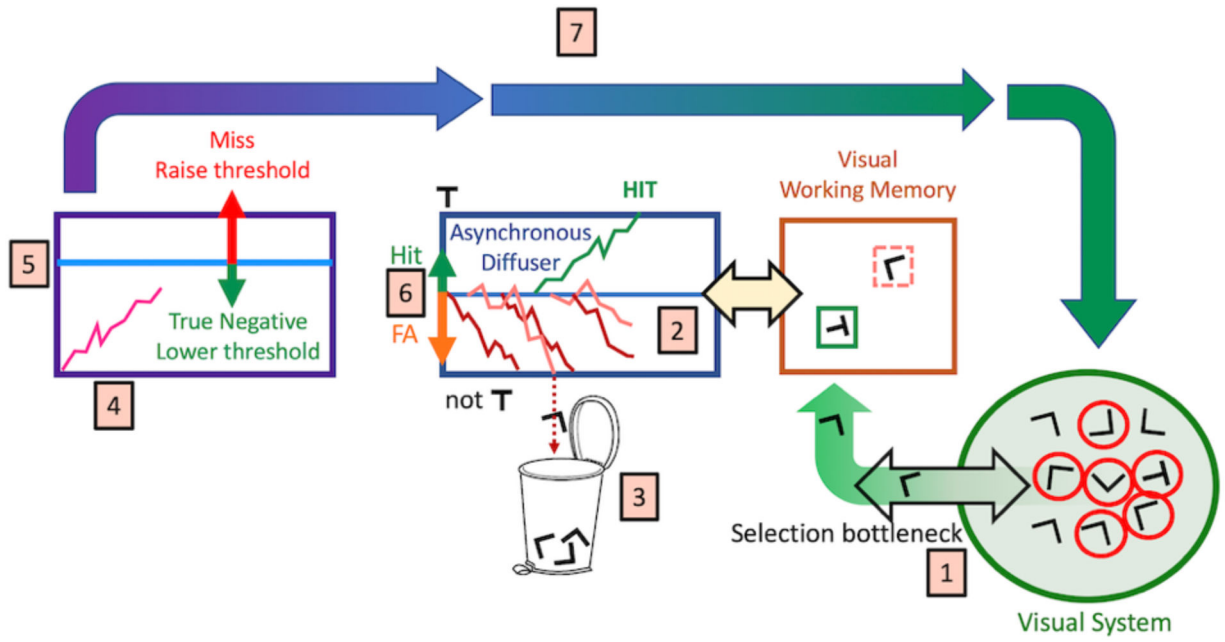 7
Miss
Raise threshold
5
True Negative
Lower threshold
4
T
HIT
Asynchronous
Diffuser
Hit
6
FA
2
not T
3
Visual
Working Memory
T
Selection bottleneck
1
T
Visual System